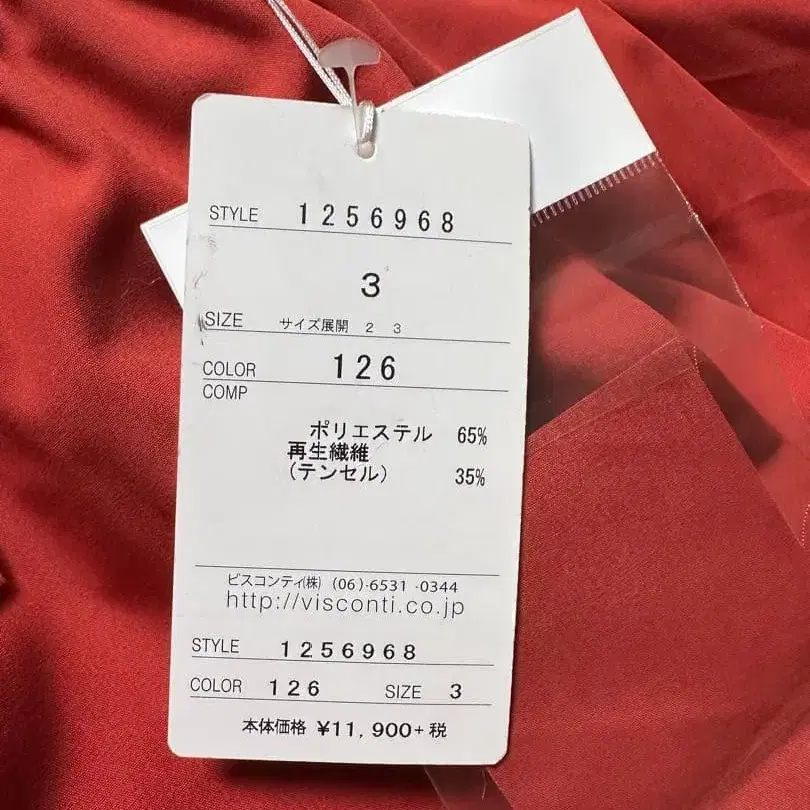 STYLE 1256968
3
SIZE サイズ展開 2 3
COLOR 126
COMP
ポリエステル 65%
再生繊維
(テンセル) 35%
ビスコンティ(株) (06)-6531-0344
http://visconti.co.jp
STYLE 1256968
COLOR 126 SIZE 3
本体価格 ¥11,900+税